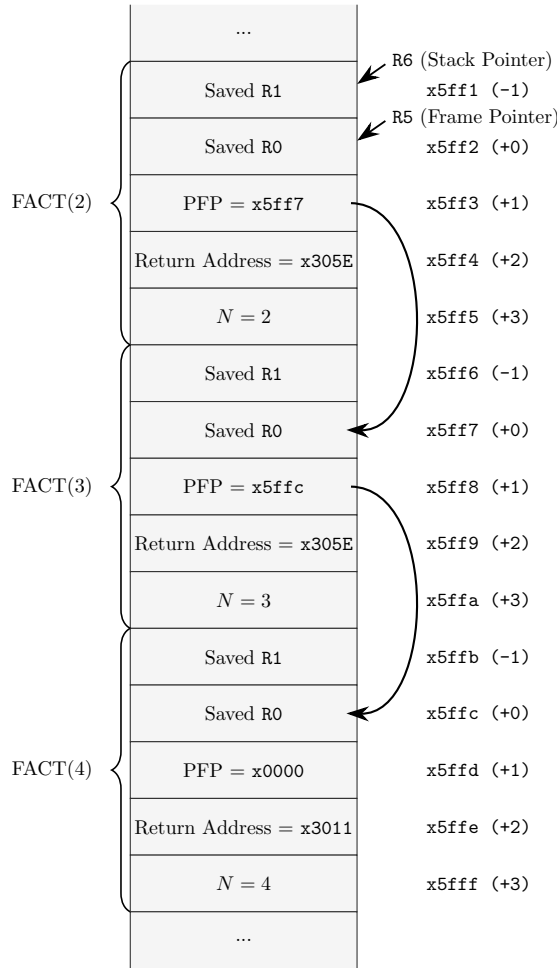 ...
R6 (Stack Pointer)
Saved R1 x5ff1 (-1)
R5 (Frame Pointer)
Saved R0 x5ff2 (+0)
FACT(2) PFP = x5ff7 x5ff3 (+1)
Return Address = x305E x5ff4 (+2)
N = 2 x5ff5 (+3)
Saved R1 x5ff6 (-1)
Saved R0 x5ff7 (+0)
FACT(3) PFP = x5ffc x5ff8 (+1)
Return Address = x305E x5ff9 (+2)
N = 3 x5ffa (+3)
Saved R1 x5ffb (-1)
Saved R0 x5ffc (+0)
FACT(4) PFP = x0000 x5ffd (+1)
Return Address = x3011 x5ffe (+2)
N = 4 x5fff (+3)
...